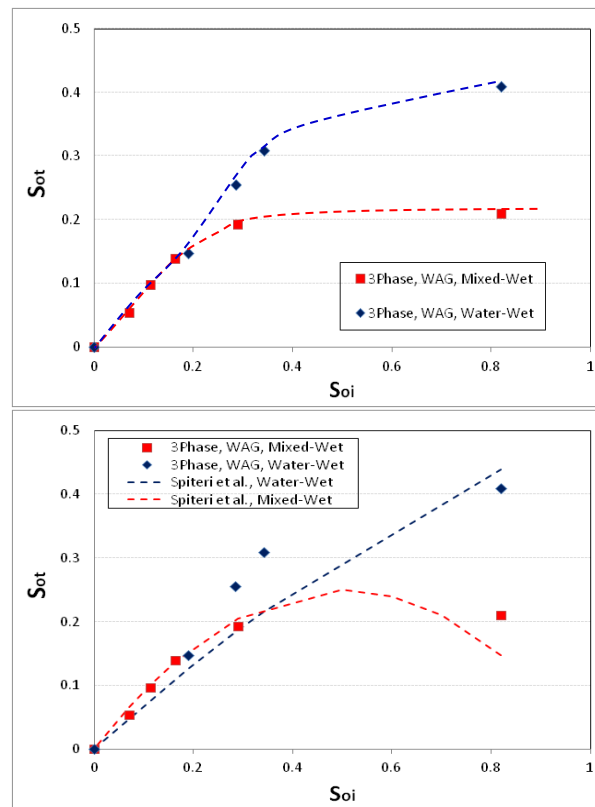 0.5
0.4
0.3
0.2
0.1
0
Sot
3Phase, WAG, Mixed-Wet
3Phase, WAG, Water-Wet
0 0.2 0.4 0.6 0.8 1
Soi
0.5
0.4
0.3
0.2
0.1
0
Sot
3Phase, WAG, Mixed-Wet
3Phase, WAG, Water-Wet
Spiteri et al., Water-Wet
Spiteri et al., Mixed-Wet
0 0.2 0.4 0.6 0.8 1
Soi